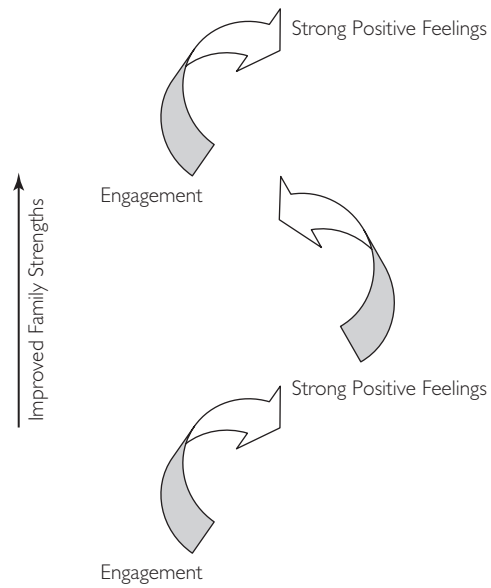 Strong Positive Feelings
Engagement
Improved Family Strengths
Strong Positive Feelings
Engagement